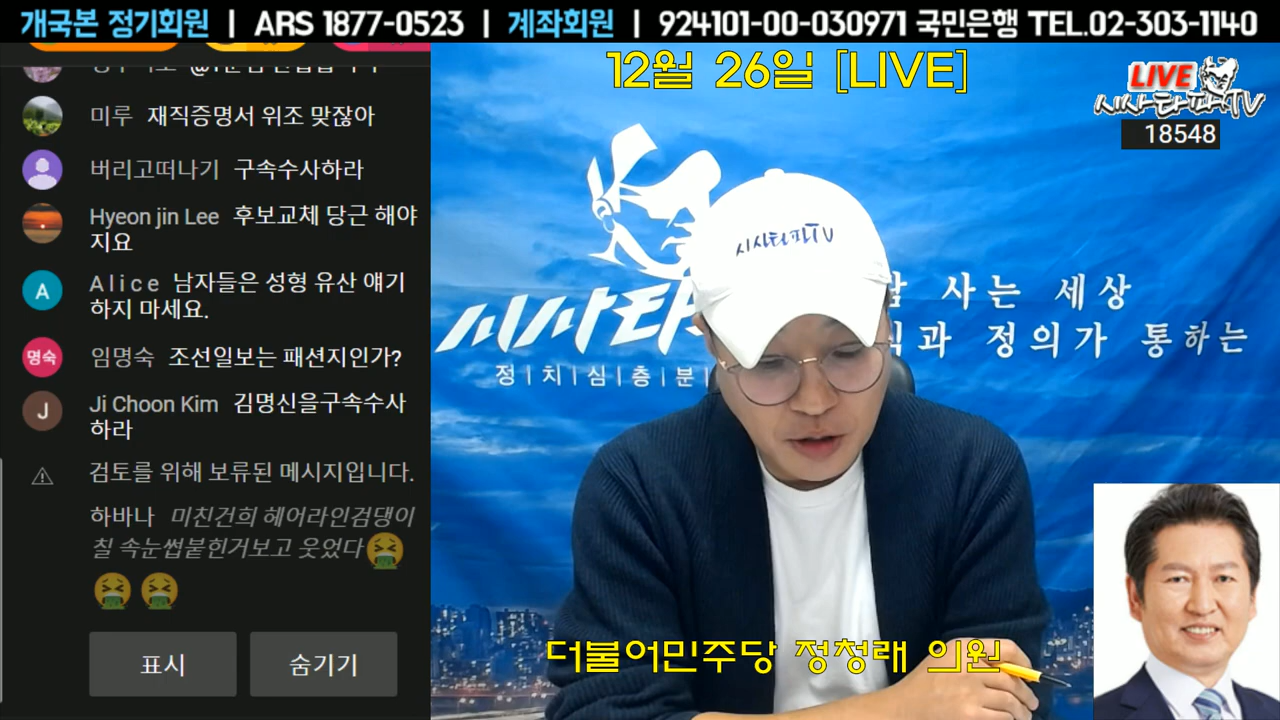 개국본 정기회원 | ARS 1877-0523 | 계좌회원 | 924101-00-030971 국민은행 TEL.02-303-1140
12월 26일 [LIVE]
LIVE
시사타파TV
18548
미루 재직증명서 위조 맞잖아
버리고떠나기 구속수사하라
Hyeon jin Lee 후보교체 당근 해야
지요
A
A l i c e 남자들은 성형 유산 얘기
하지 마세요.
명숙
임명숙 조선일보는 패션지인가?
J
Ji Choon Kim 김명신을구속수사
하라
검토를 위해 보류된 메시지입니다.
하바나 미친건희 헤어라인검댕이
칠 속눈썹붙힌거보고 웃었다
표시 숨기기
시사타파TV
시사타
사는 세상
과 정의가 통하는
정|치|심|층|분
더불어민주당 정청래 의원